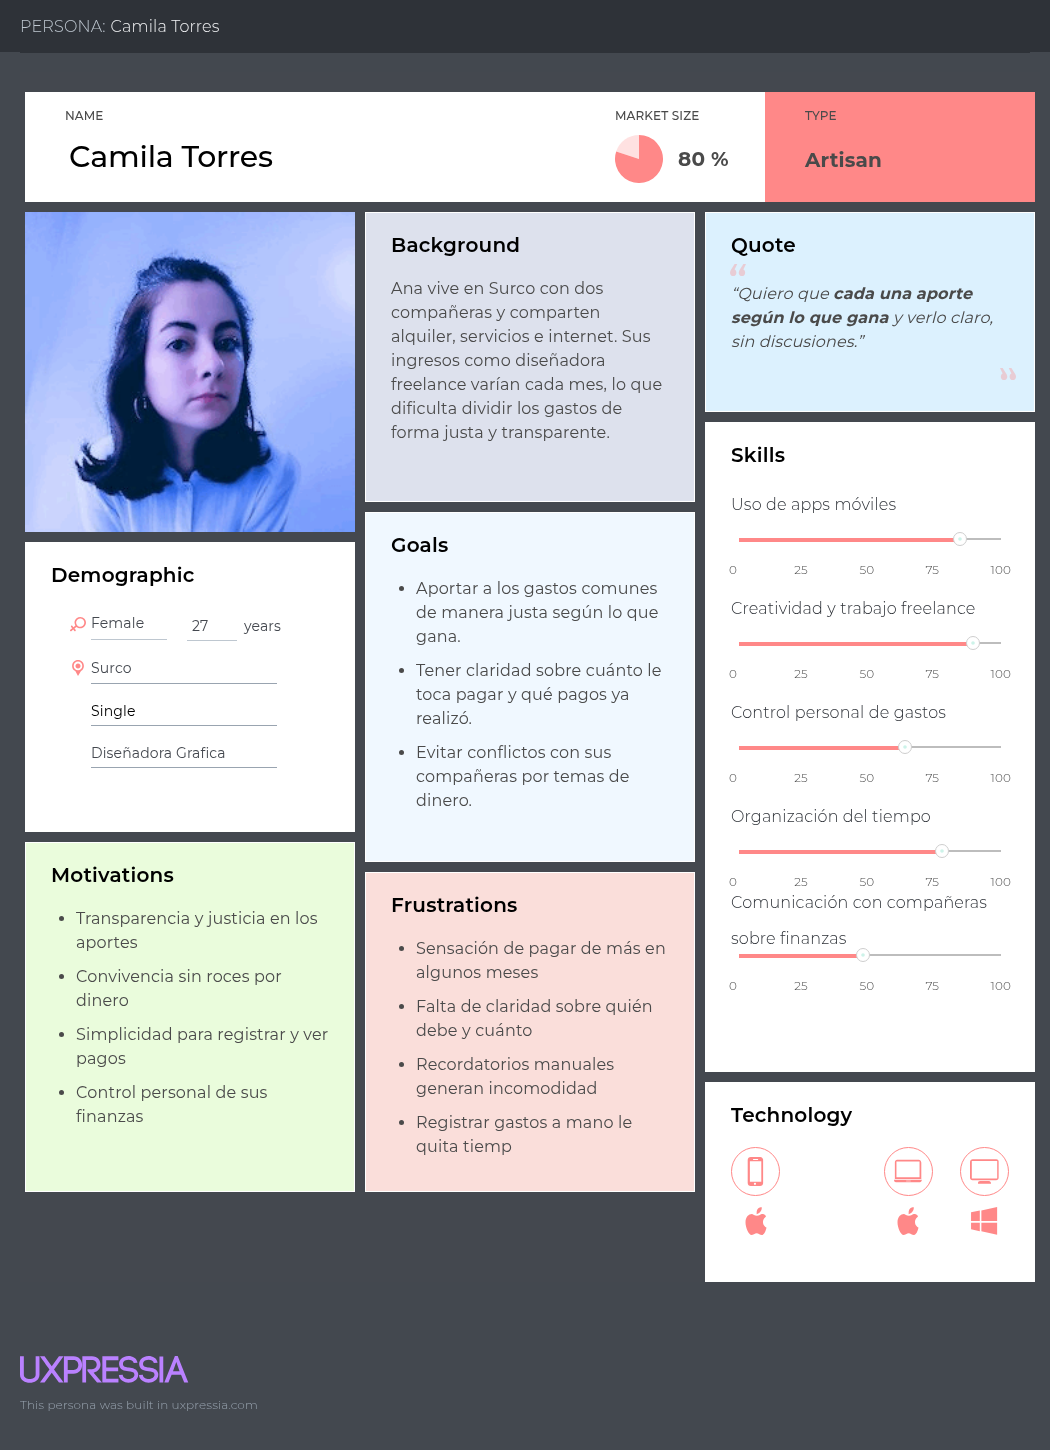 PERSONA: Camila Torres
NAME
Camila Torres
MARKET SIZE
80 %
TYPE
Artisan
Background
Ana vive en Surco con dos
compañeras y comparten
alquiler, servicios e internet. Sus
ingresos como diseñadora
freelance varían cada mes, lo que
dificulta dividir los gastos de
forma justa y transparente.
Quote
“
“Quiero que cada una aporte
según lo que gana y verlo claro,
sin discusiones.”
”
Demographic
Female
27 years
Surco
Single
Diseñadora Grafica
Goals
• Aportar a los gastos comunes
de manera justa según lo que
gana.
• Tener claridad sobre cuánto le
toca pagar y qué pagos ya
realizó.
• Evitar conflictos con sus
compañeras por temas de
dinero.
Skills
Uso de apps móviles
0 25 50 75 100
Creatividad y trabajo freelance
0 25 50 75 100
Control personal de gastos
0 25 50 75 100
Organización del tiempo
0 25 50 75 100
Comunicación con compañeras
sobre finanzas
0 25 50 75 100
Motivations
• Transparencia y justicia en los
aportes
• Convivencia sin roces por
dinero
• Simplicidad para registrar y ver
pagos
• Control personal de sus
finanzas
Frustrations
• Sensación de pagar de más en
algunos meses
• Falta de claridad sobre quién
debe y cuánto
• Recordatorios manuales
generan incomodidad
• Registrar gastos a mano le
quita tiemp
Technology
UXPRESSIA
This persona was built in uxpressia.com